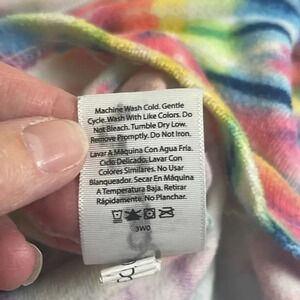 Machine Wash Cold. Gentle
Cycle. Wash With Like Colors. Do
Not Bleach. Tumble Dry Low.
Remove Promptly. Do Not Iron.
Lavar A Máquina Con Agua Fría.
Ciclo Delicado. Lavar Con
Colores Similares. No Usar
Blanqueador. Secar En Máquina
A Temperatura Baja. Retirar
Rápidamente. No Planchar.
3W0